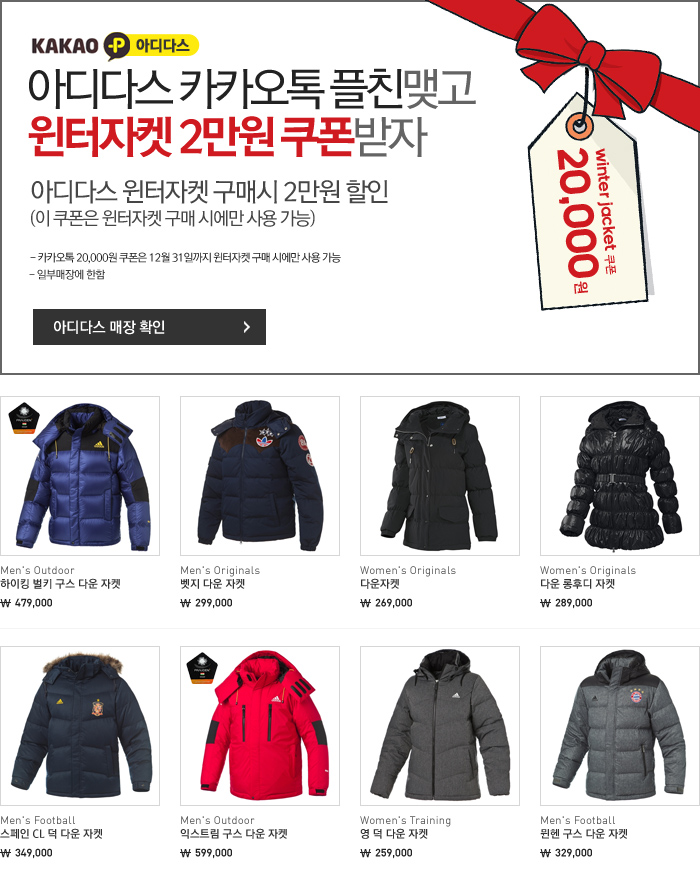 KAKAO P 아디다스
아디다스 카카오톡 플친맺고
윈터자켓 2만원 쿠폰받자
아디다스 윈터자켓 구매시 2만원 할인
(이 쿠폰은 윈터자켓 구매 시에만 사용 가능)
- 카카오톡 20,000원 쿠폰은 12월 31일까지 윈터자켓 구매 시에만 사용 가능
- 일부매장에 한함
아디다스 매장 확인 >
winter jacket 쿠폰
20,000원
Men's Outdoor
하이킹 벌키 구스 다운 자켓
₩ 479,000
Men's Originals
벳지 다운 자켓
₩ 299,000
Women's Originals
다운자켓
₩ 269,000
Women's Originals
다운 롱후디 자켓
₩ 289,000
Men's Football
스페인 CL 덕 다운 자켓
₩ 349,000
Men's Outdoor
익스트림 구스 다운 자켓
₩ 599,000
Women's Training
영 덕 다운 자켓
₩ 259,000
Men's Football
뮌헨 구스 다운 자켓
₩ 329,000